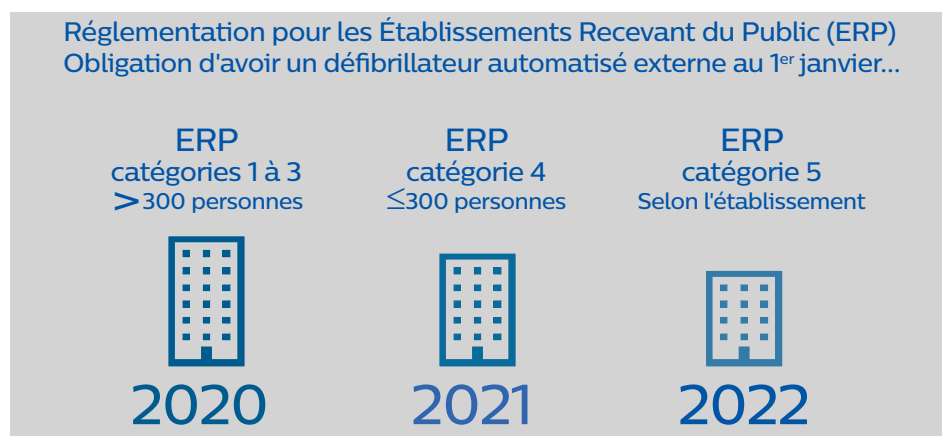 Réglementation pour les Établissements Recevant du Public (ERP)
Obligation d'avoir un défibrillateur automatisé externe au 1er janvier...
ERP
catégories 1 à 3
>300 personnes
2020
ERP
catégorie 4
≤300 personnes
2021
ERP
catégorie 5
Selon l'établissement
2022